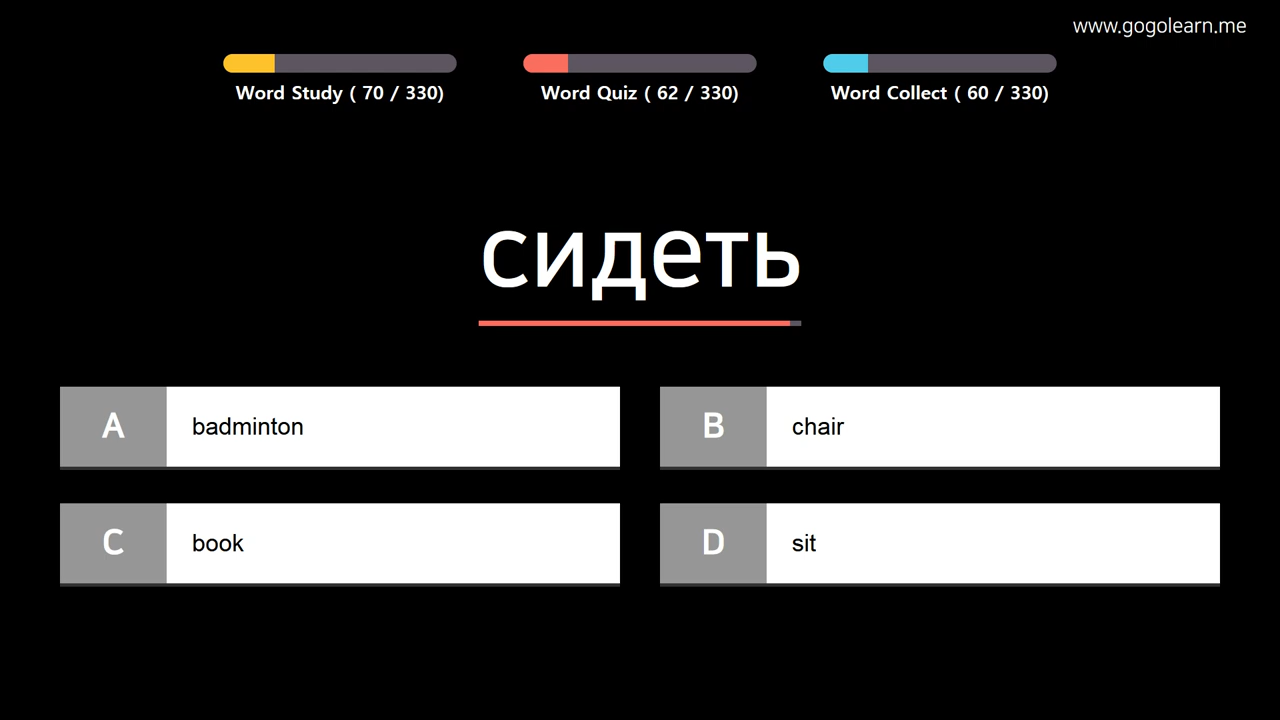 www.gogolearn.me
Word Study ( 70 / 330)
Word Quiz ( 62 / 330)
Word Collect ( 60 / 330)
сидеть
A badminton
B chair
C book
D sit